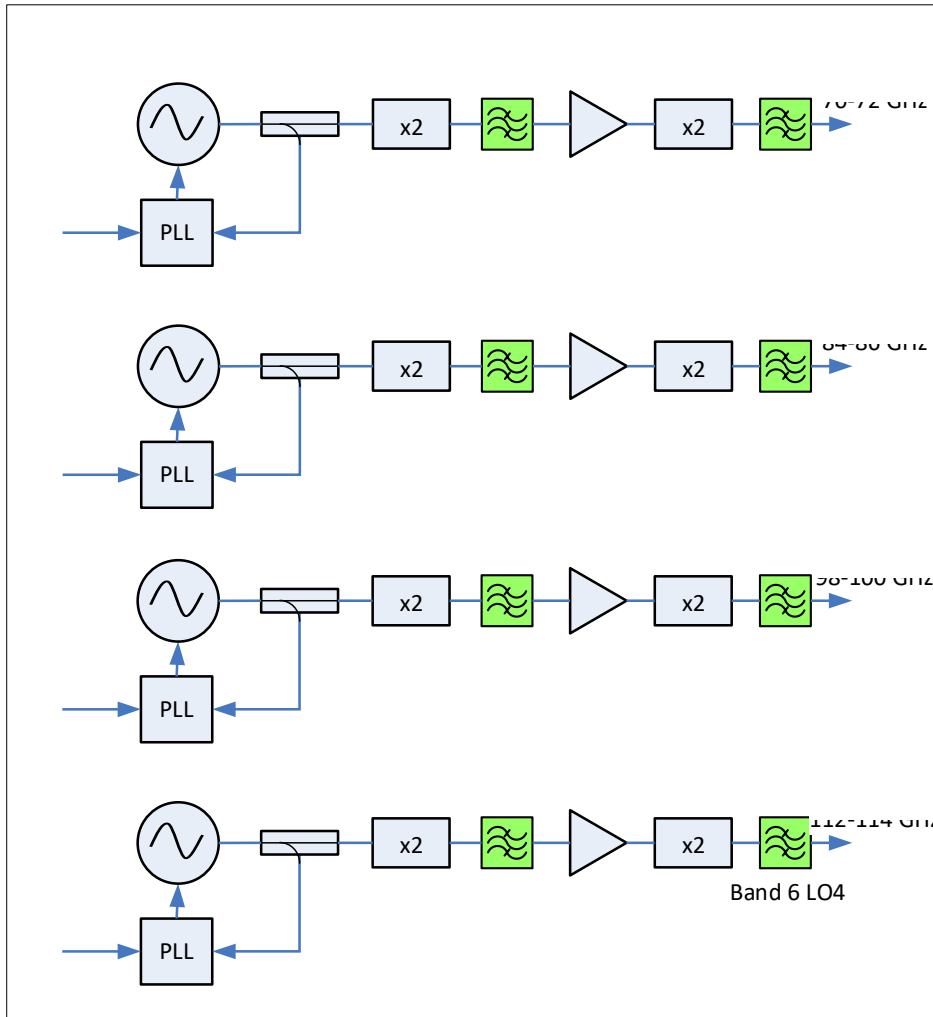 70-72 GHz
x2
x2
PLL
84-86 GHz
x2
x2
PLL
98-100 GHz
x2
x2
PLL
112-114 GHz
x2
x2
Band 6 LO4
PLL